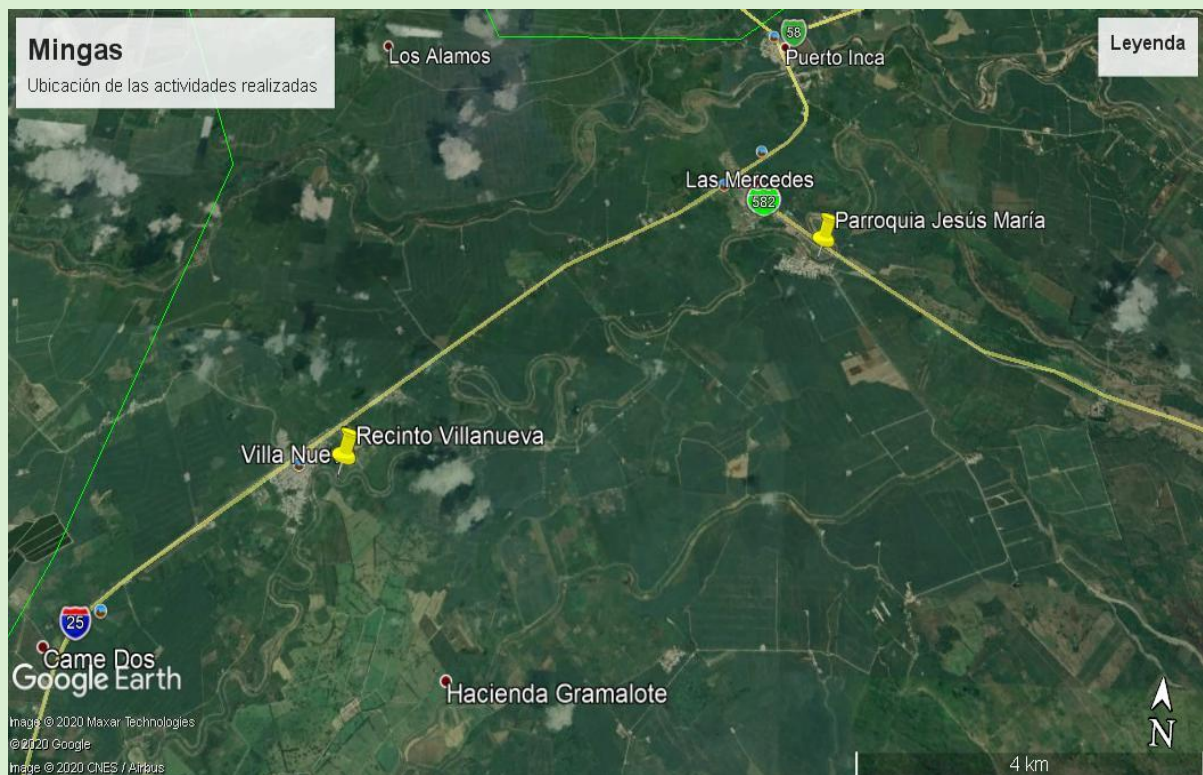 Mingas
Ubicación de las actividades realizadas
Leyenda
Los Alamos
58
Puerto Inca
Las Mercedes
582
Parroquia Jesús María
Recinto Villanueva
Villa Nue
25
Came Dos
Google Earth
Hacienda Gramalote
Image © 2020 Maxar Technologies
© 2020 Google
Image © 2020 CNES / Airbus
N
4 km